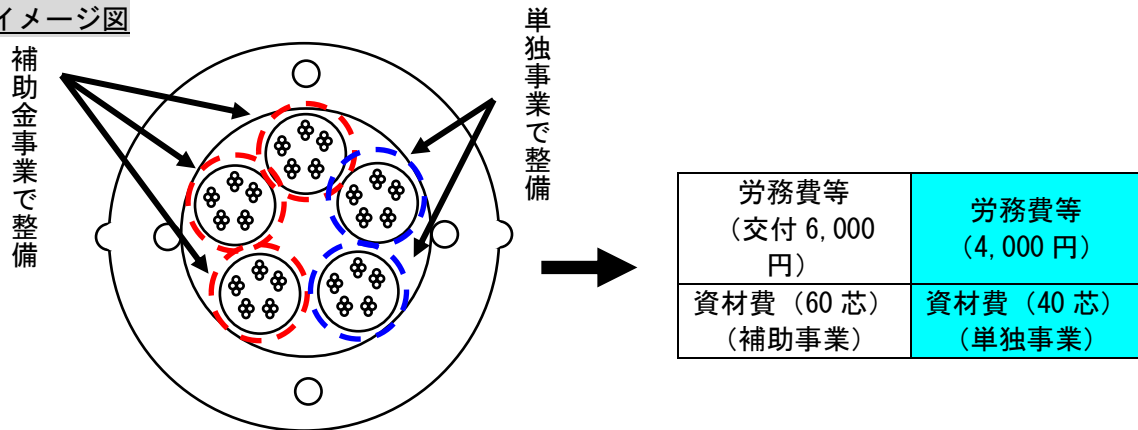 イメージ図
補助金事業で整備
単独事業で整備
労務費等
（交付 6,000
円）
労務費等
（4,000 円）
資材費（60 芯）
（補助事業）
資材費（40 芯）
（単独事業）